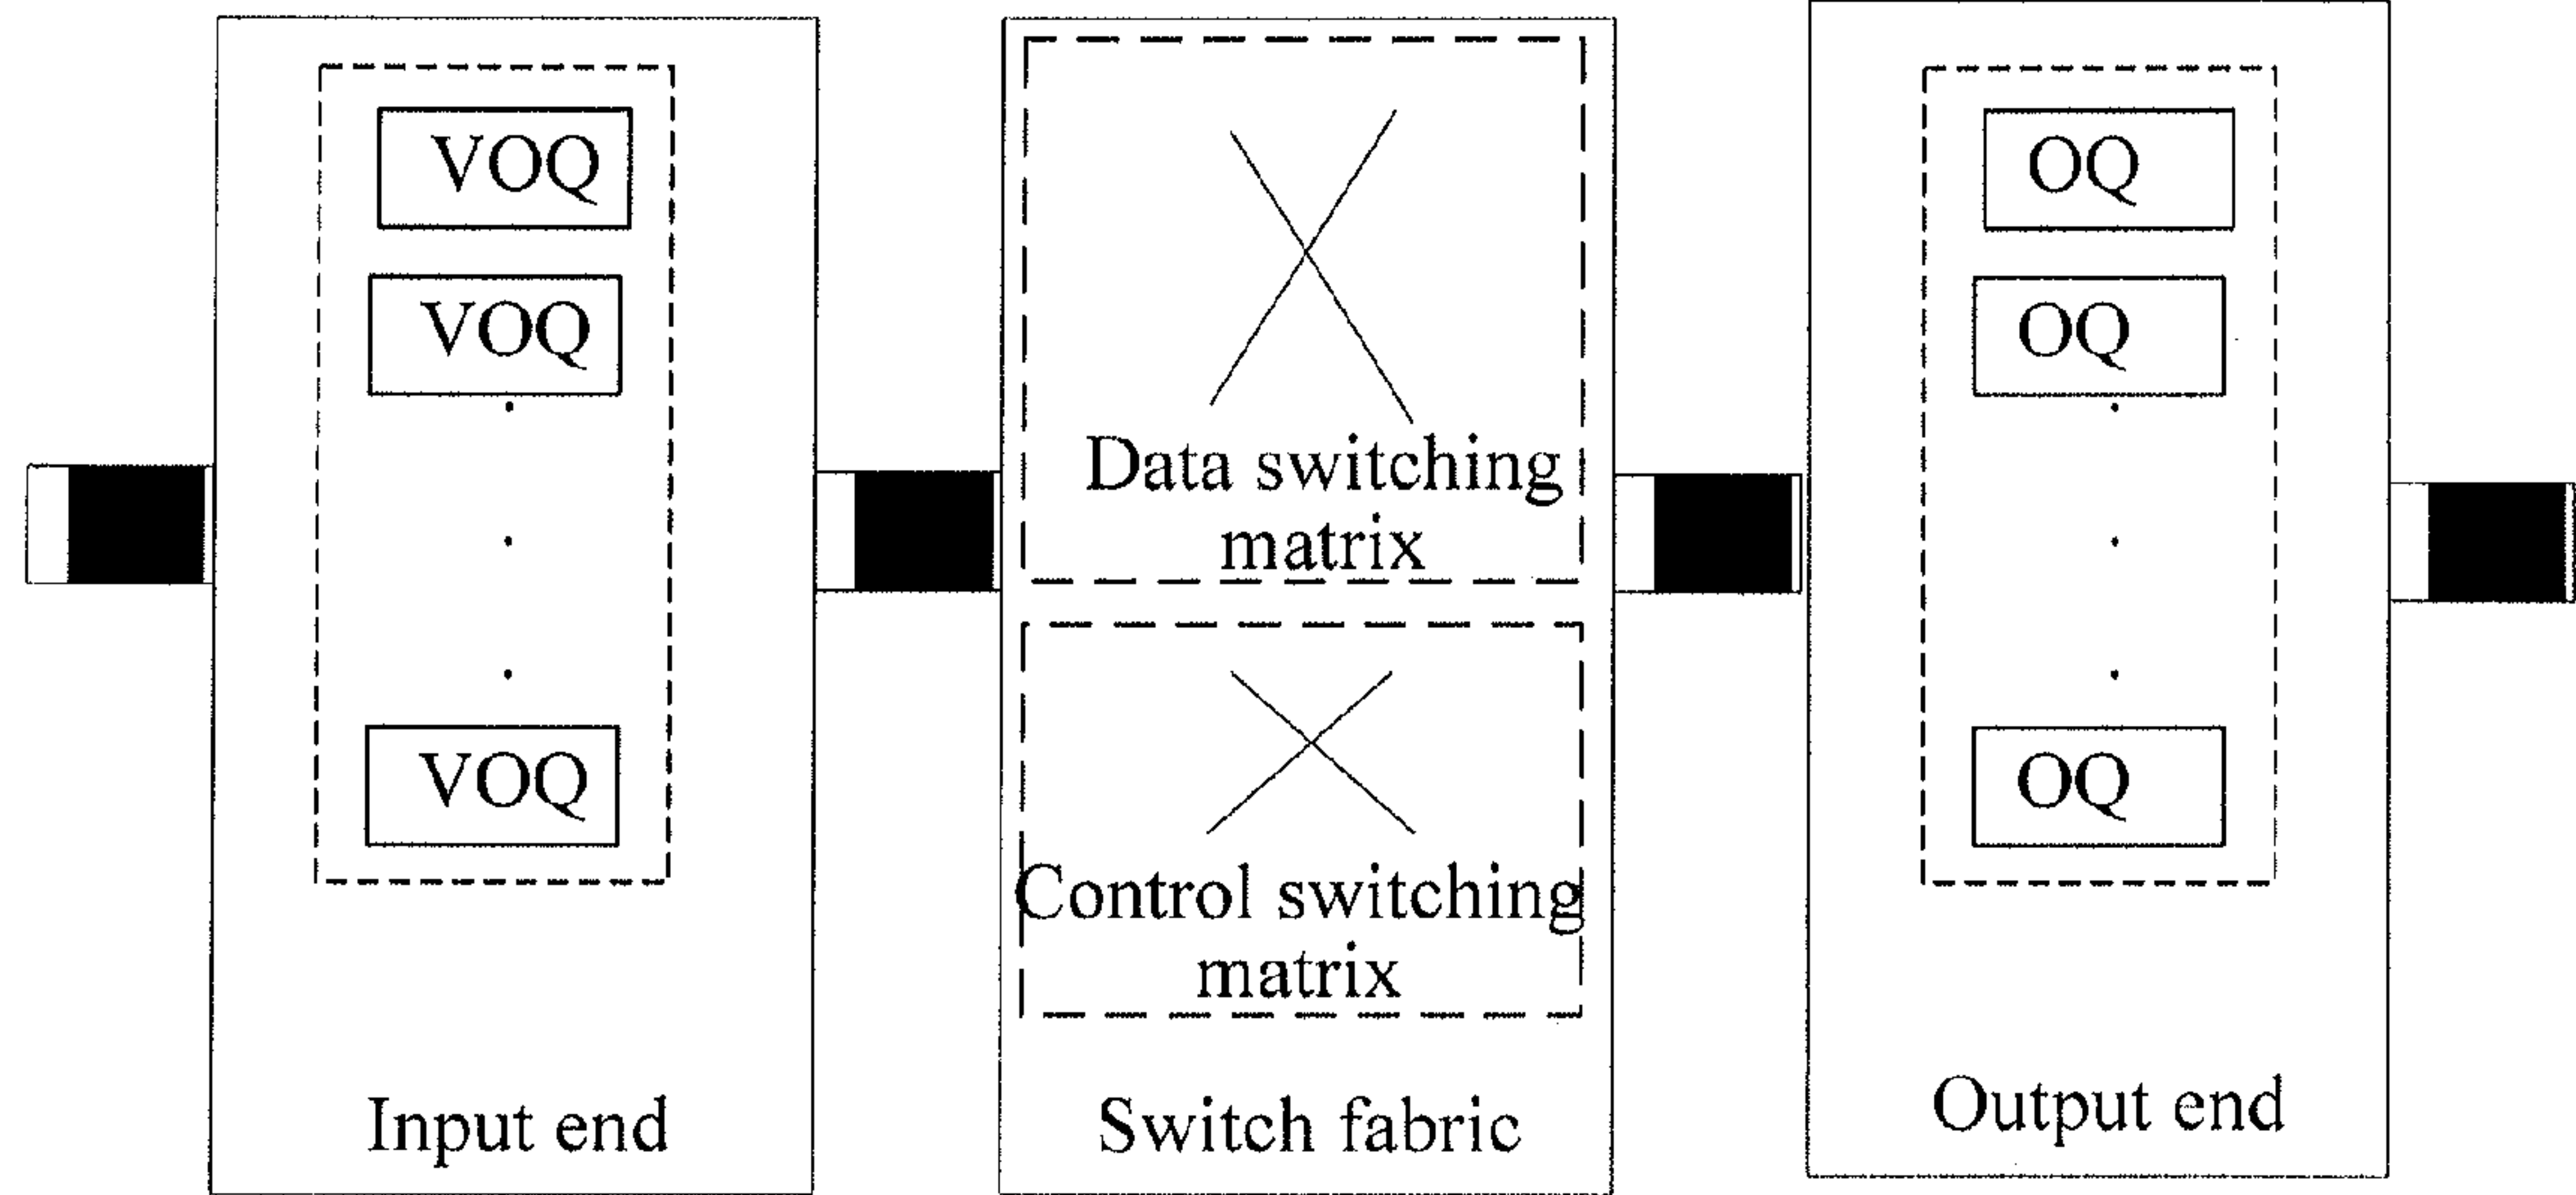 VOQ
VOQ
VOQ
Input end
Data switching
matrix
Control switching
matrix
Switch fabric
OQ
OQ
OQ
Output end